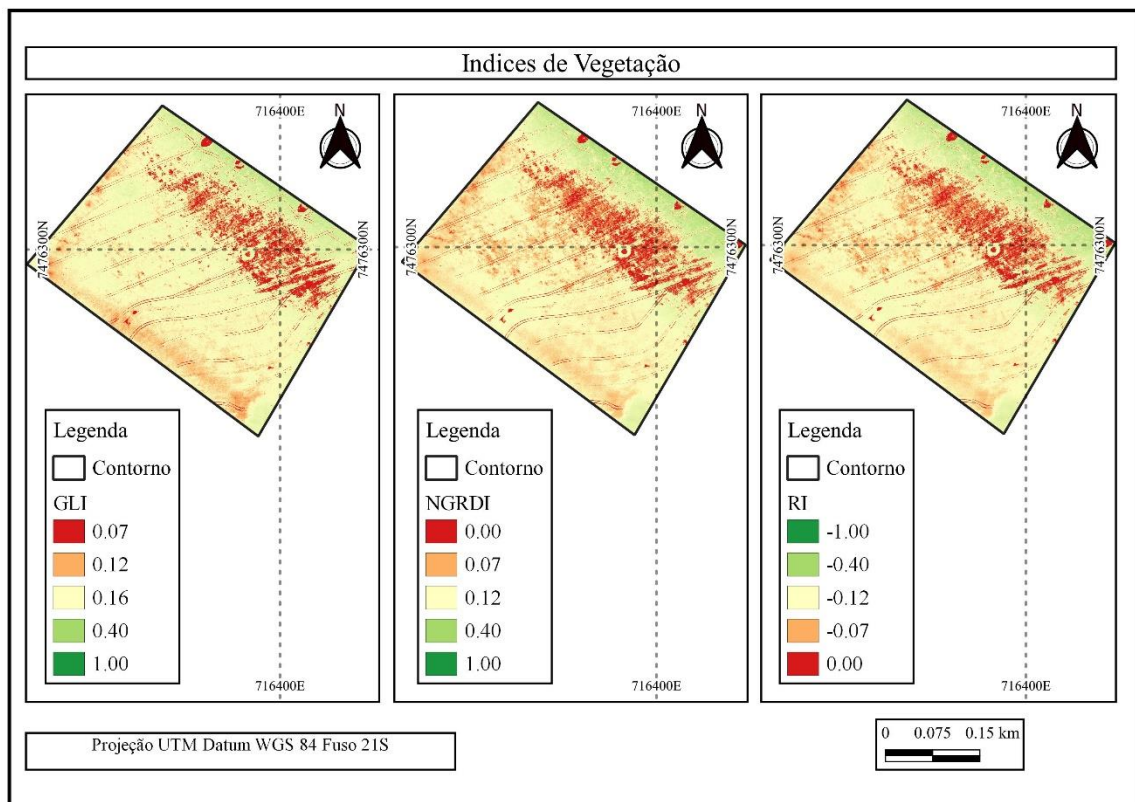 Indices de Vegetação
716400E
N
7476300N
7476300N
Legenda
Contorno
GLI
0.07
0.12
0.16
0.40
1.00
716400E
716400E
N
7476300N
7476300N
Legenda
Contorno
NGRDI
0.00
0.07
0.12
0.40
1.00
716400E
716400E
N
7476300N
7476300N
Legenda
Contorno
RI
-1.00
-0.40
-0.12
-0.07
0.00
716400E
Projeção UTM Datum WGS 84 Fuso 21S
0 0.075 0.15 km